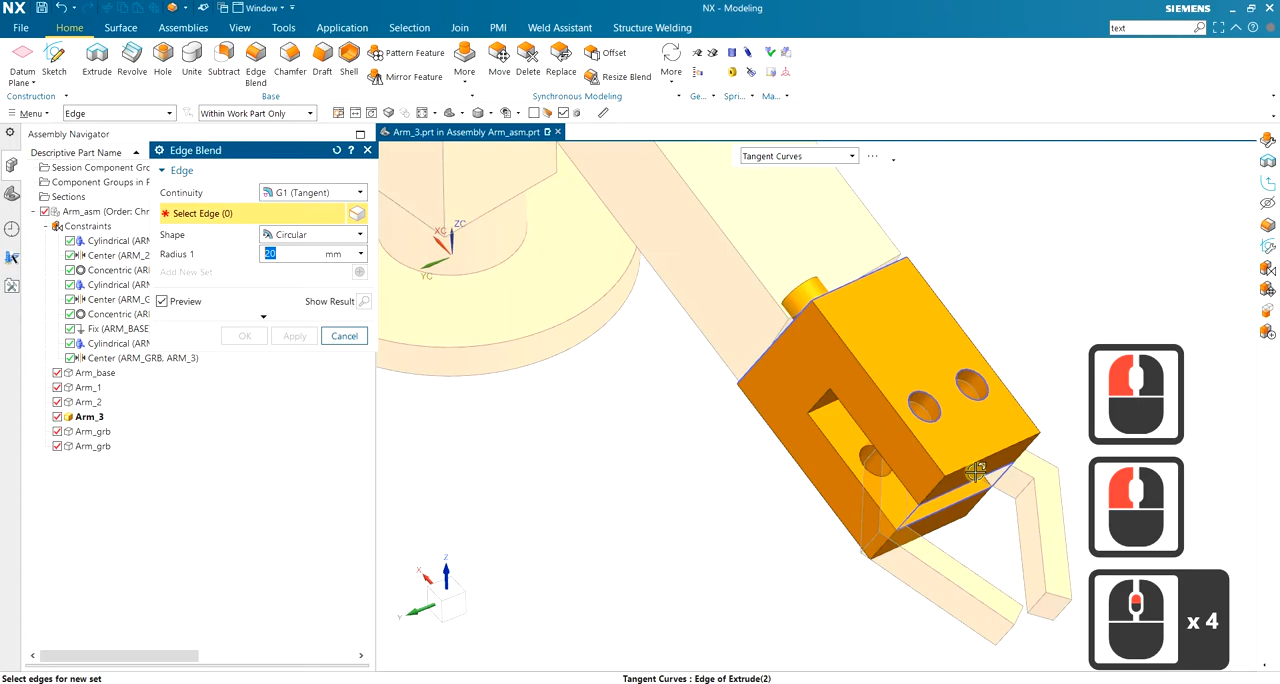 NX
Window
NX - Modeling
SIEMENS
File
Home
Surface
Assemblies
View
Tools
Application
Selection
Join
PMI
Weld Assistant
Structure Welding
text
Datum Plane
Sketch
Extrude
Revolve
Hole
Unite
Subtract
Edge Blend
Chamfer
Draft
Shell
Pattern Feature
Mirror Feature
More
Move
Delete
Replace
Offset
Resize Blend
More
Construction
Base
Synchronous Modeling
Ge...
Spri...
Ma...
Menu
Edge
Within Work Part Only
Assembly Navigator
Arm_3.prt in Assembly Arm_asm.prt
Descriptive Part Name
Session Component Gr
Component Groups in F
Sections
Arm_asm (Order: Chr
Constraints
Cylindrical (ARN
Center (ARM_2
Concentric (ARI
Cylindrical (ARN
Center (ARM_G
Concentric (ARI
Fix (ARM_BASE
Cylindrical (ARN
Center (ARM_GRB, ARM_3)
Arm_base
Arm_1
Arm_2
Arm_3
Arm_grb
Arm_grb
Edge Blend
Edge
Continuity
G1 (Tangent)
* Select Edge (0)
Shape
Circular
Radius 1
20
mm
Add New Set
Preview
Show Result
OK
Apply
Cancel
Tangent Curves
XC
ZC
YC
X
Z
Y
x 4
Select edges for new set
Tangent Curves : Edge of Extrude(2)